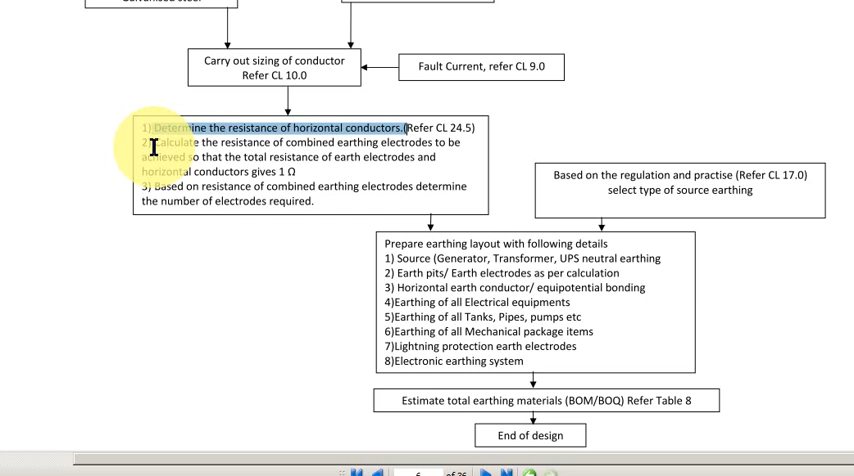 Galvanised steel
Carry out sizing of conductor
Refer CL 10.0
Fault Current, refer CL 9.0
1) Determine the resistance of horizontal conductors.(Refer CL 24.5)
2) Calculate the resistance of combined earthing electrodes to be
achieved so that the total resistance of earth electrodes and
horizontal conductors gives 1 Ω
3) Based on resistance of combined earthing electrodes determine
the number of electrodes required.
Based on the regulation and practise (Refer CL 17.0)
select type of source earthing
Prepare earthing layout with following details
1) Source (Generator, Transformer, UPS neutral earthing
2) Earth pits/ Earth electrodes as per calculation
3) Horizontal earth conductor/ equipotential bonding
4)Earthing of all Electrical equipments
5)Earthing of all Tanks, Pipes, pumps etc
6)Earthing of all Mechanical package items
7)Lightning protection earth electrodes
8)Electronic earthing system
Estimate total earthing materials (BOM/BOQ) Refer Table 8
End of design
6 of 36